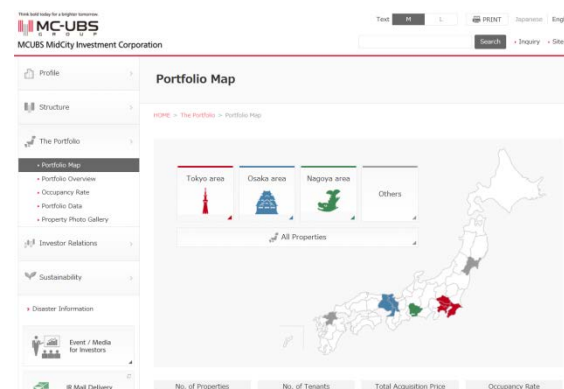 Think bold today for a brighter tomorrow.
MC-UBS
GROUP
MCUBS MidCity Investment Corporation
Text M L PRINT Japanese Engl
Search Inquiry Site
Profile
Structure
The Portfolio
Portfolio Map
Portfolio Overview
Occupancy Rate
Portfolio Data
Property Photo Gallery
Investor Relations
Sustainability
Disaster Information
Event / Media
for Investors
Mail Delivery
Portfolio Map
HOME > The Portfolio > Portfolio Map
Tokyo area Osaka area Nagoya area Others
All Properties
No. of Properties No. of Tenants Total Acquisition Price Occupancy Rate